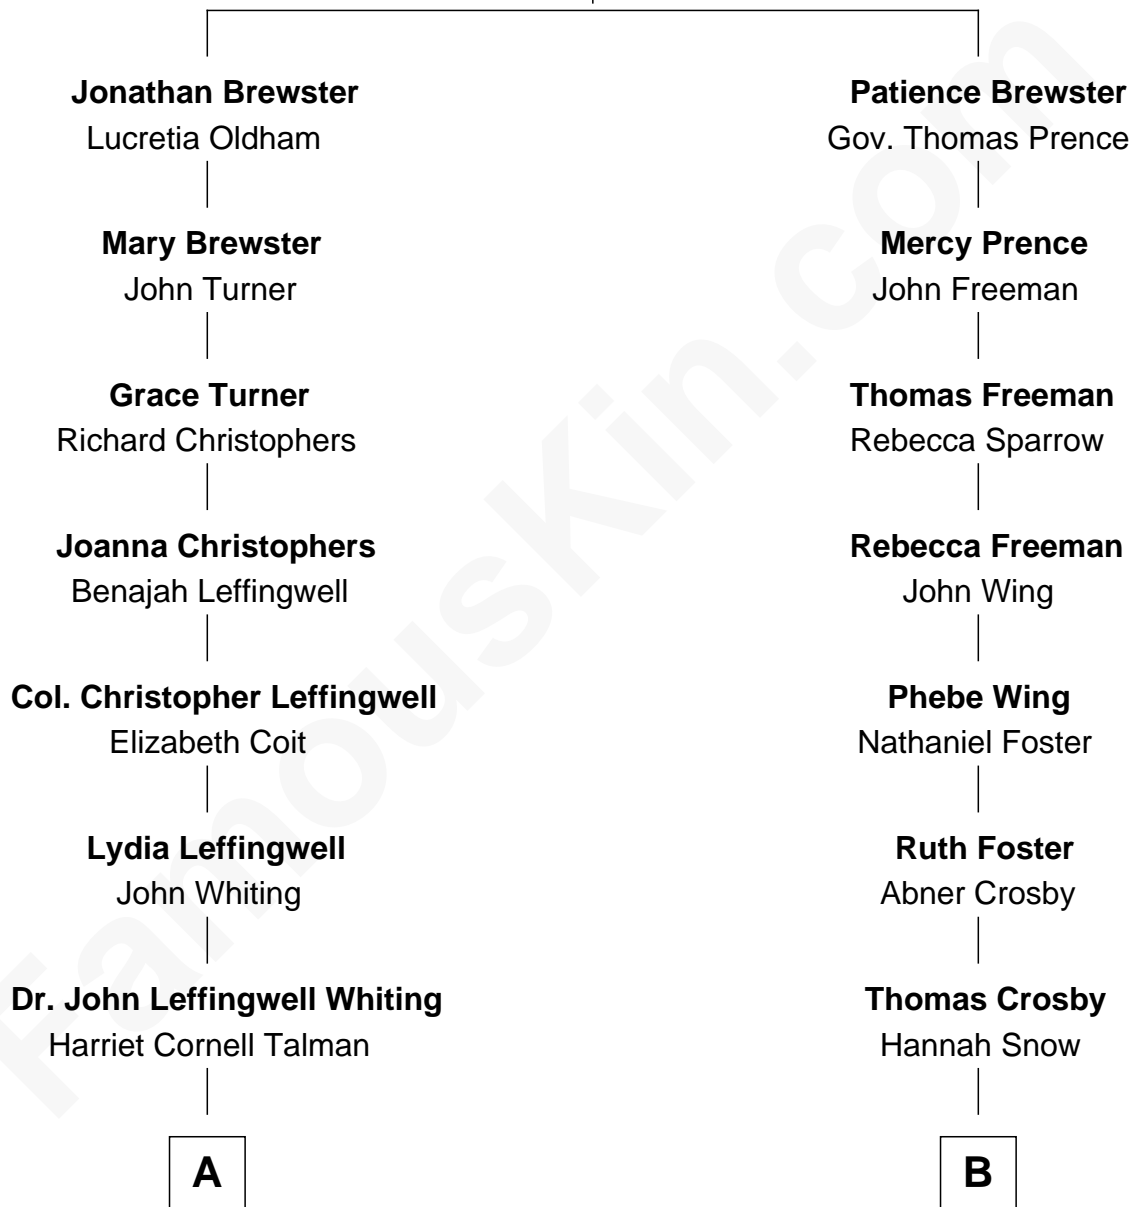 Jonathan Brewster
Lucretia Oldham
Mary Brewster
John Turner
Grace Turner
Richard Christophers
Joanna Christophers
Benajah Leffingwell
Col. Christopher Leffingwell
Elizabeth Coit
Lydia Leffingwell
John Whiting
Dr. John Leffingwell Whiting
Harriet Cornell Talman
A
Patience Brewster
Gov. Thomas Prence
Mercy Prence
John Freeman
Thomas Freeman
Rebecca Sparrow
Rebecca Freeman
John Wing
Phebe Wing
Nathaniel Foster
Ruth Foster
Abner Crosby
Thomas Crosby
Hannah Snow
B
FamousKin.com